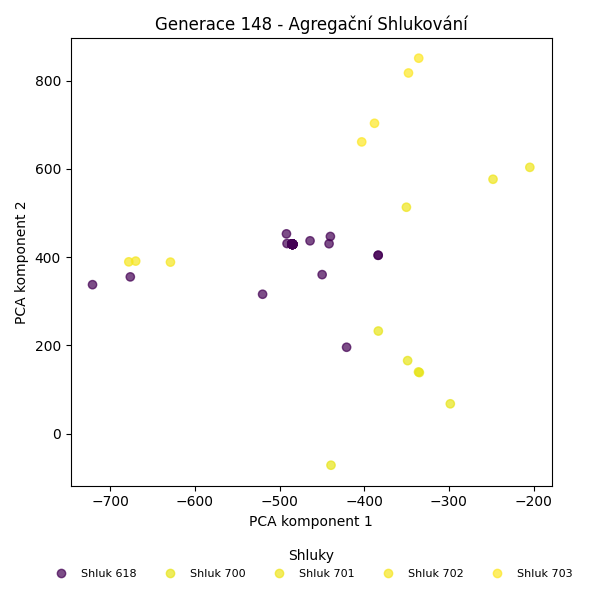 Generace 148 - Agregační Shlukování
PCA komponent 2
800
600
400
200
0
−700 −600 −500 −400 −300 −200
PCA komponent 1
Shluky
Shluk 618 Shluk 700 Shluk 701 Shluk 702 Shluk 703